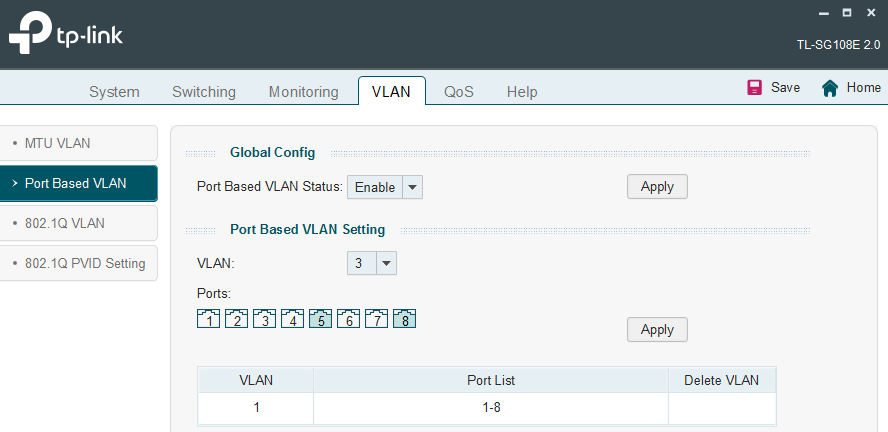 tp-link
TL-SG108E 2.0
System Switching Monitoring VLAN QoS Help Save Home
MTU VLAN
Port Based VLAN
802.1Q VLAN
802.1Q PVID Setting
Global Config
Port Based VLAN Status: Enable Apply
Port Based VLAN Setting
VLAN: 3
Ports:
1 2 3 4 5 6 7 8
Apply
VLAN Port List Delete VLAN
1 1-8